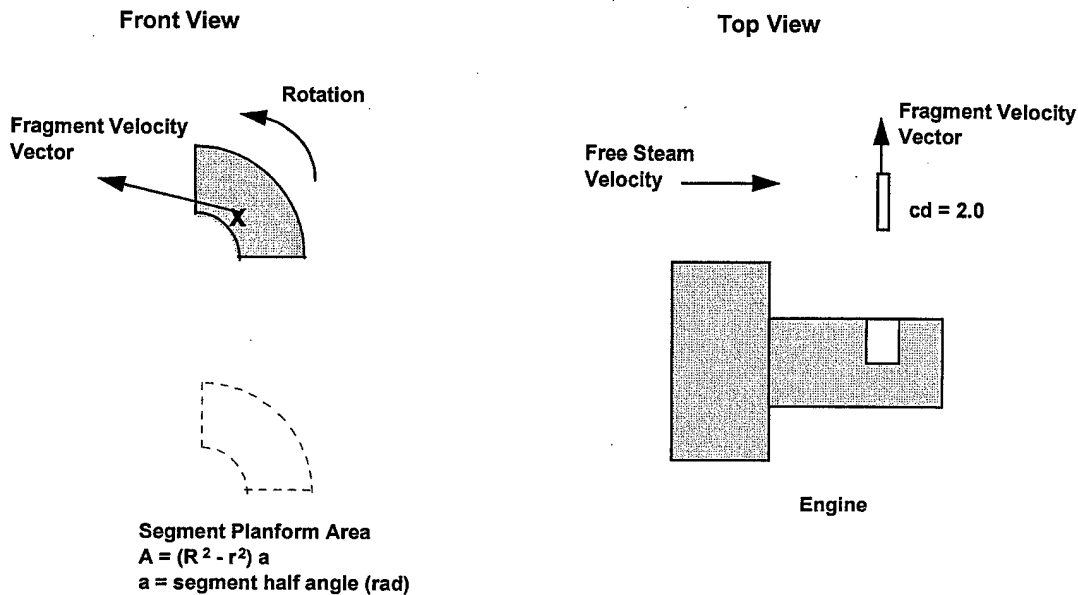 Front View
Rotation
Fragment Velocity
Vector
X
Segment Planform Area
A = (R² - r²) a
a = segment half angle (rad)
Top View
Fragment Velocity
Vector
Free Steam
Velocity
cd = 2.0
Engine